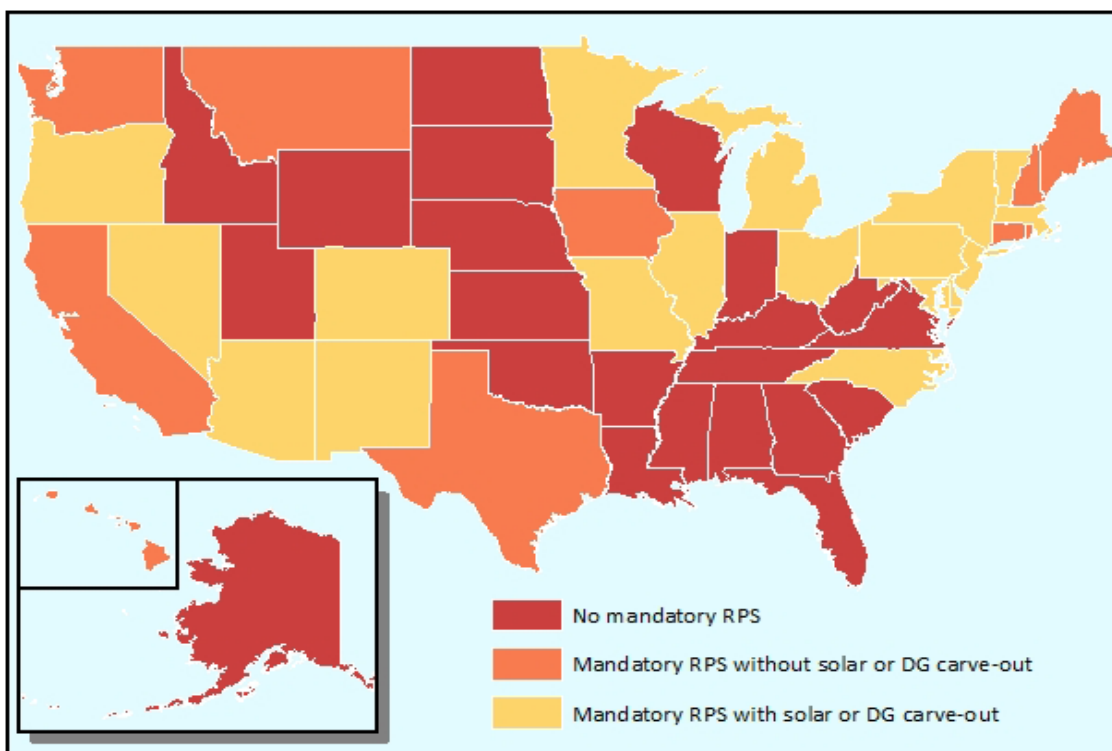 No mandatory RPS
Mandatory RPS without solar or DG carve-out
Mandatory RPS with solar or DG carve-out